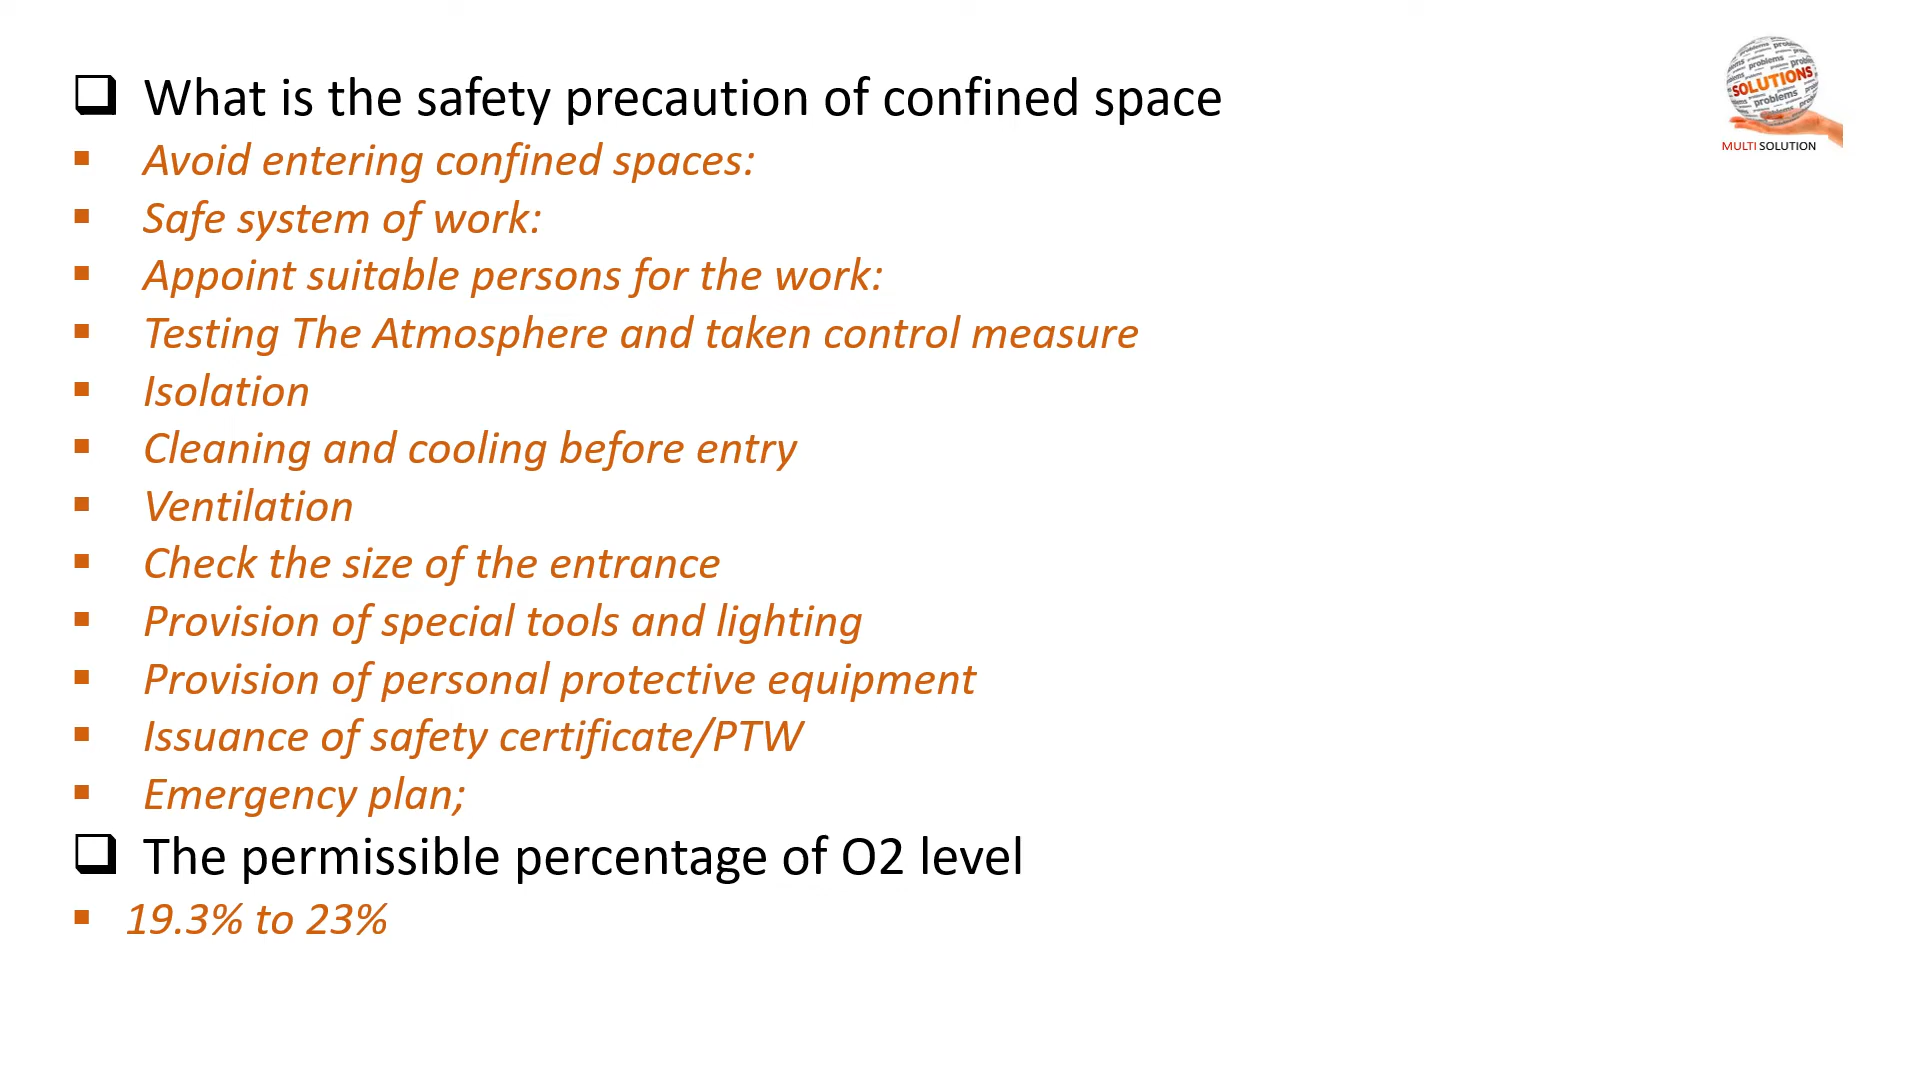 What is the safety precaution of confined space
Avoid entering confined spaces:
Safe system of work:
Appoint suitable persons for the work:
Testing The Atmosphere and taken control measure
Isolation
Cleaning and cooling before entry
Ventilation
Check the size of the entrance
Provision of special tools and lighting
Provision of personal protective equipment
Issuance of safety certificate/PTW
Emergency plan;
The permissible percentage of O2 level
19.3% to 23%
problems
SOLUTIONS
problems
MULTI SOLUTION